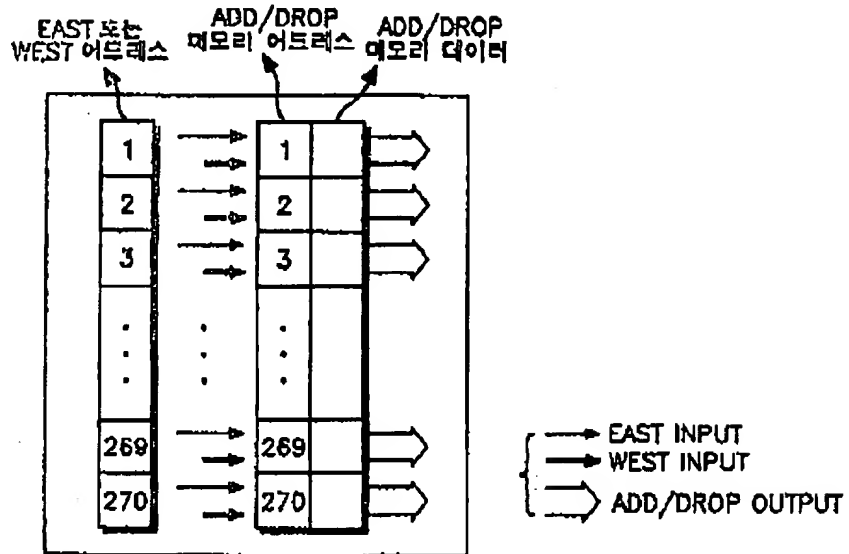 EAST 또는
WEST 어드레스
ADD/DROP
메모리 어드레스
ADD/DROP
메모리 데이터
1 1
2 2
3 3
269 269
270 270
EAST INPUT
WEST INPUT
ADD/DROP OUTPUT